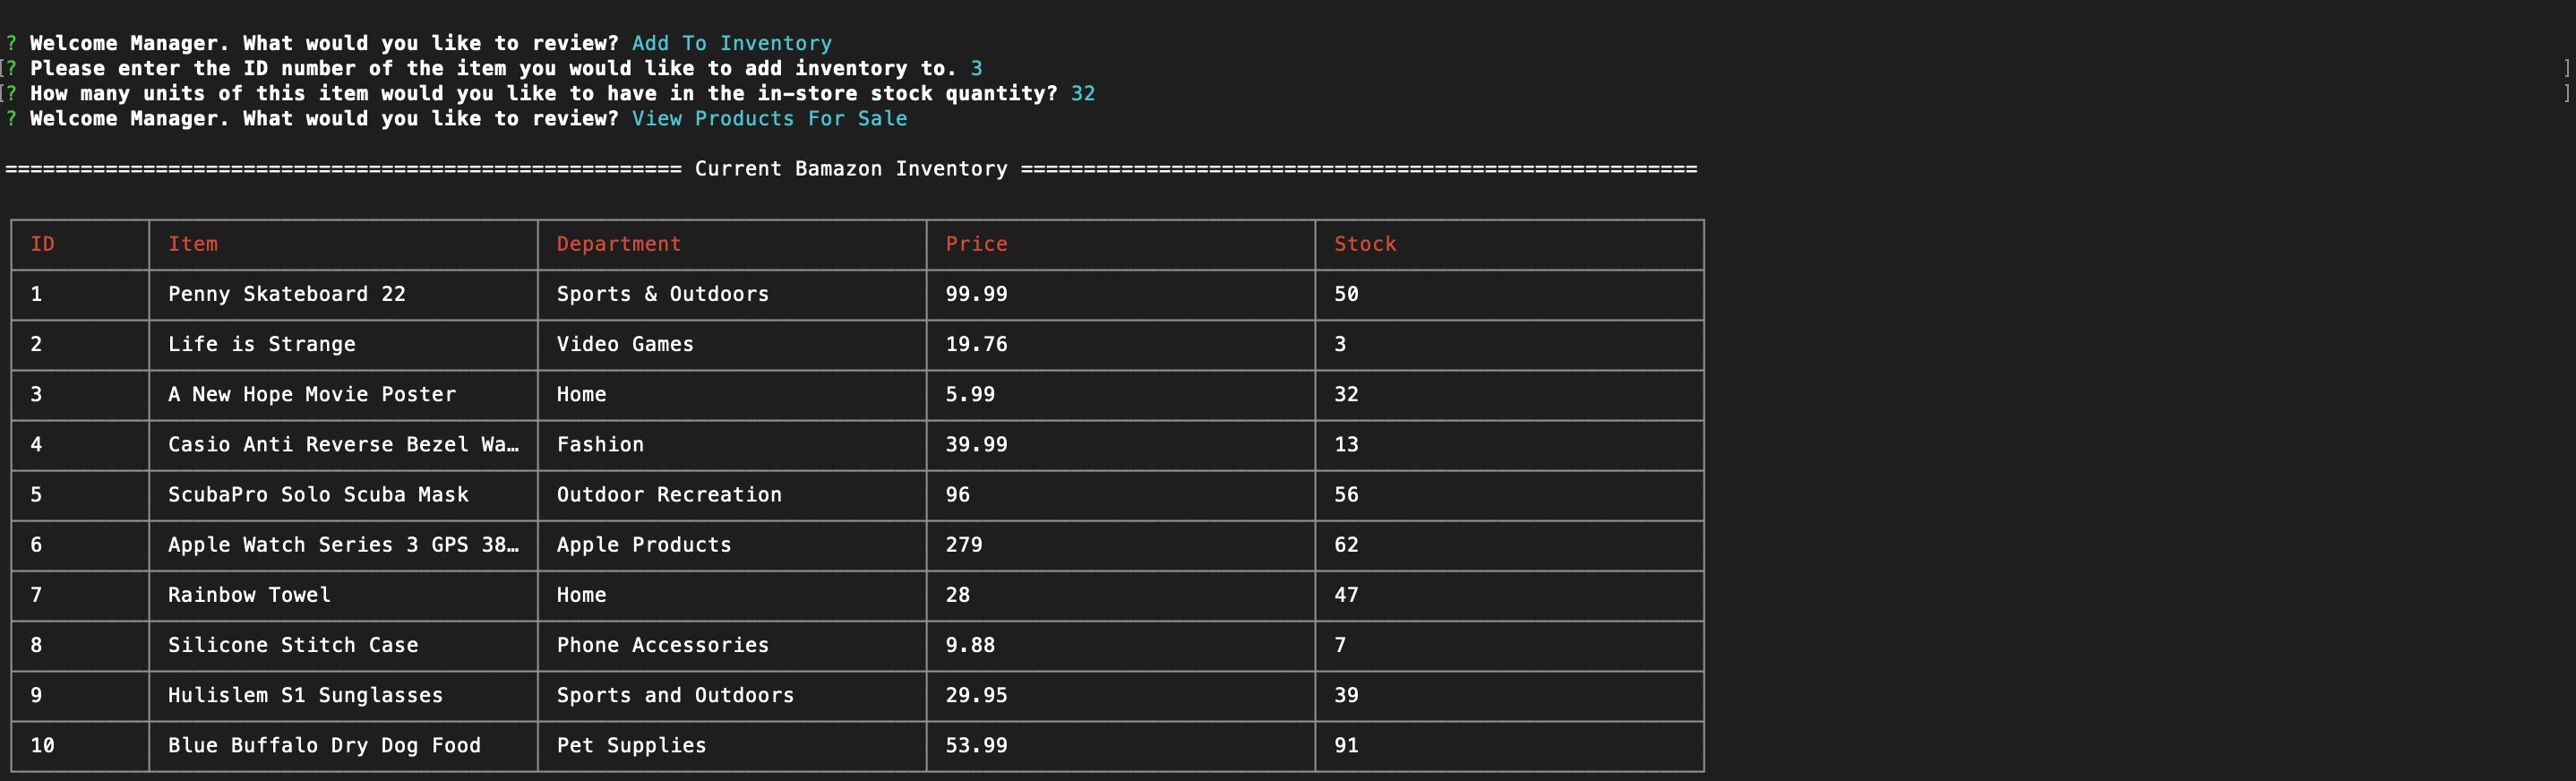 ? Welcome Manager. What would you like to review? Add To Inventory
[? Please enter the ID number of the item you would like to add inventory to. 3 ]
[? How many units of this item would you like to have in the in-store stock quantity? 32 ]
? Welcome Manager. What would you like to review? View Products For Sale
====================================================== Current Bamazon Inventory ======================================================
ID Item Department Price Stock
1 Penny Skateboard 22 Sports & Outdoors 99.99 50
2 Life is Strange Video Games 19.76 3
3 A New Hope Movie Poster Home 5.99 32
4 Casio Anti Reverse Bezel Wa… Fashion 39.99 13
5 ScubaPro Solo Scuba Mask Outdoor Recreation 96 56
6 Apple Watch Series 3 GPS 38… Apple Products 279 62
7 Rainbow Towel Home 28 47
8 Silicone Stitch Case Phone Accessories 9.88 7
9 Hulislem S1 Sunglasses Sports and Outdoors 29.95 39
10 Blue Buffalo Dry Dog Food Pet Supplies 53.99 91